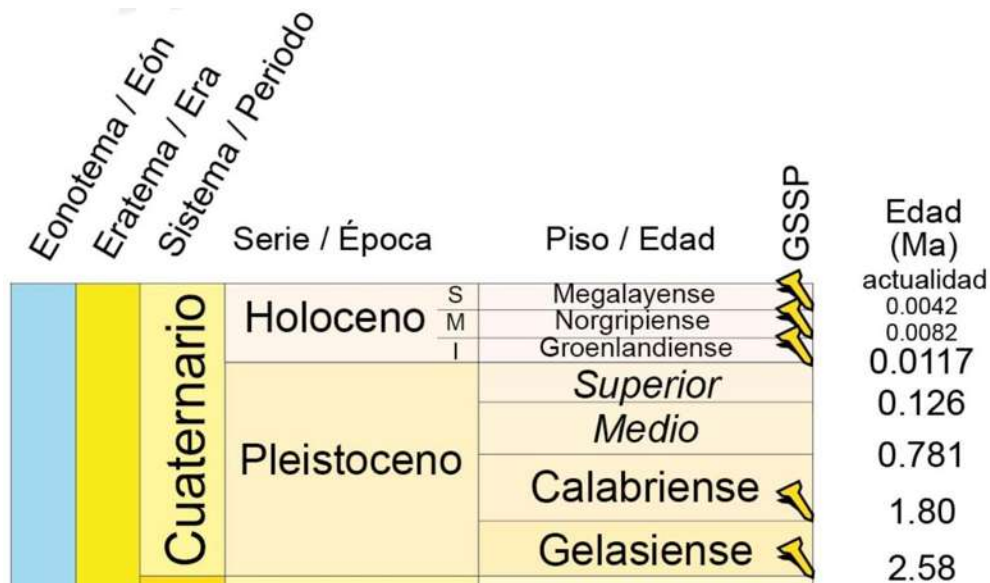 Eonotema / Eón
Eratema / Era
Sistema / Periodo
Serie / Época
Piso / Edad
GSSP
Edad
(Ma)
Cuaternario
Holoceno
S
M
I
Pleistoceno
Megalayense
Norgripiense
Groenlandiense
Superior
Medio
Calabriense
Gelasiense
actualidad
0.0042
0.0082
0.0117
0.126
0.781
1.80
2.58